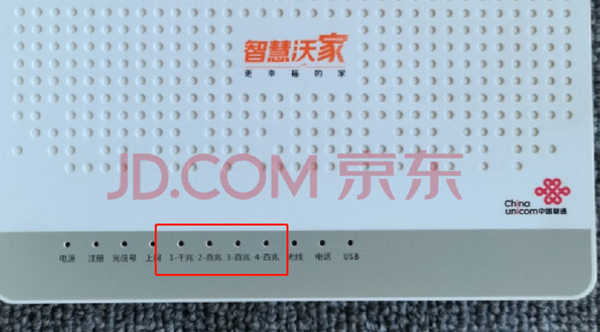 智慧沃家
更幸福的家
JD.COM 京东
China
unicom中国联通
电源 注册 光信号 上网 1-千兆 2-百兆 3-百兆 4-百兆 无线 电话 USB